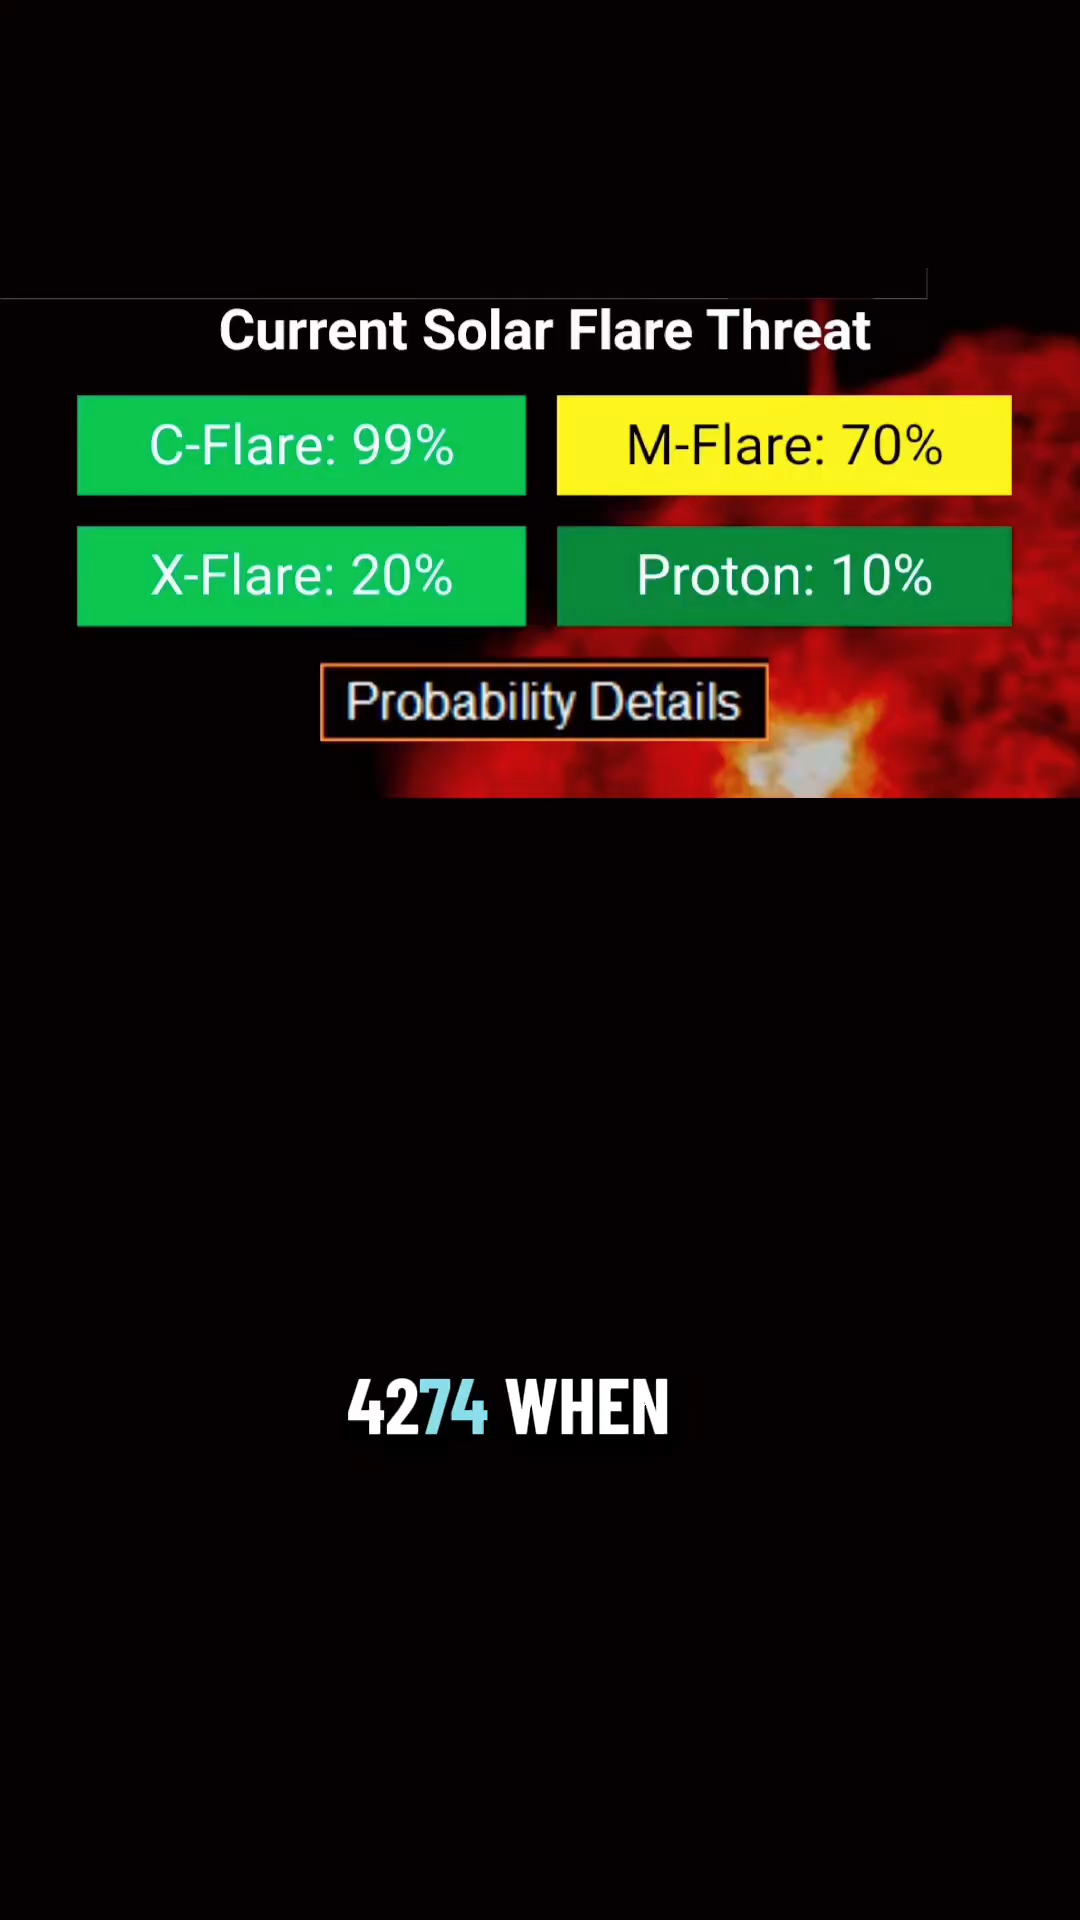 Current Solar Flare Threat
C-Flare: 99% M-Flare: 70%
X-Flare: 20% Proton: 10%
Probability Details
4274 WHEN